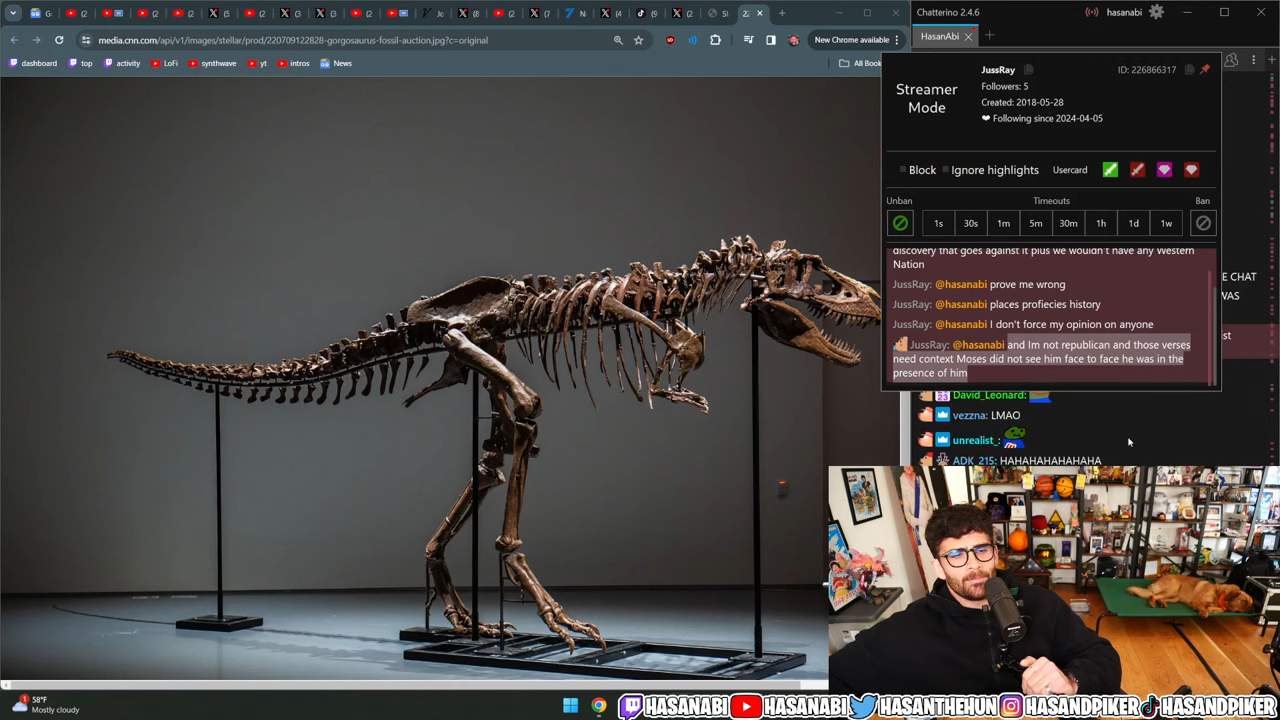 Chatterino 2.4.6
hasanabi
HasanAbi
media.cnn.com/api/v1/images/stellar/prod/220709122828-gorgosaurus-fossil-auction.jpg?c=original
New Chrome available
dashboard
top
activity
LoFi
synthwave
yt
intros
News
All Book
Streamer
Mode
JussRay
ID: 226866317
Followers: 5
Created: 2018-05-28
❤ Following since 2024-04-05
Block
Ignore highlights
Usercard
Unban
Timeouts
Ban
1s
30s
1m
5m
30m
1h
1d
1w
discovery that goes against it plus we wouldn't have any Western
Nation
JussRay: @hasanabi prove me wrong
JussRay: @hasanabi places profiecies history
JussRay: @hasanabi I don't force my opinion on anyone
JussRay: @hasanabi and Im not republican and those verses
need context Moses did not see him face to face he was in the
presence of him
E CHAT
WAS
ist
David_Leonard:
vezzna: LMAO
unrealist_:
ADK_215: HAHAHAHAHAHAHA
58°F
Mostly cloudy
HASANABI
HASANABI
HASANTHEHUN
HASANDPIKER
HASANDPIKER